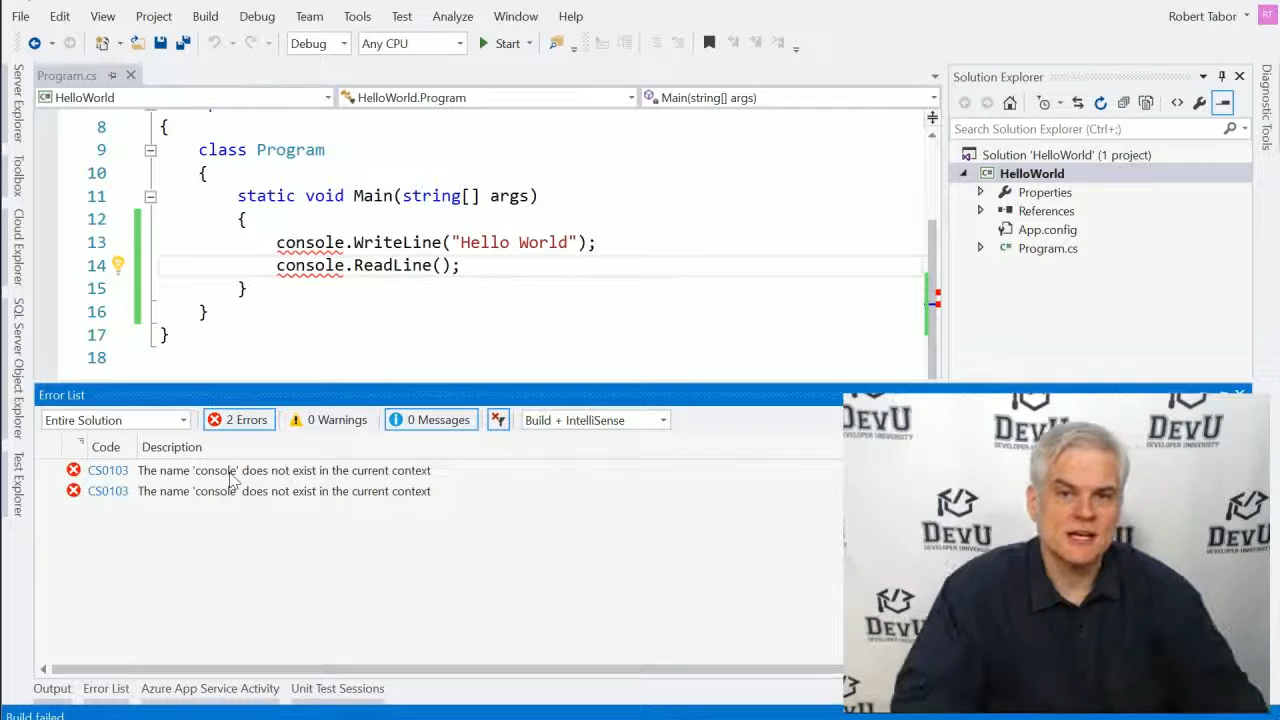 File Edit View Project Build Debug Team Tools Test Analyze Window Help Robert Tabor RT
Debug Any CPU Start
Program.cs
HelloWorld HelloWorld.Program Main(string[] args)
8 {
9 class Program
10 {
11 static void Main(string[] args)
12 {
13 console.WriteLine("Hello World");
14 console.ReadLine();
15 }
16 }
17 }
18
Server Explorer
Toolbox
Cloud Explorer
SQL Server Object Explorer
Test Explorer
Solution Explorer
Search Solution Explorer (Ctrl+;)
Solution 'HelloWorld' (1 project)
HelloWorld
Properties
References
App.config
Program.cs
Diagnostic Tools
Error List
Entire Solution 2 Errors 0 Warnings 0 Messages Build + IntelliSense
Code Description
CS0103 The name 'console' does not exist in the current context
CS0103 The name 'console' does not exist in the current context
Output Error List Azure App Service Activity Unit Test Sessions
Build failed
DevU
DEVELOPER UNIVERSITY
DevU
DEVELOPER UNIVERSITY